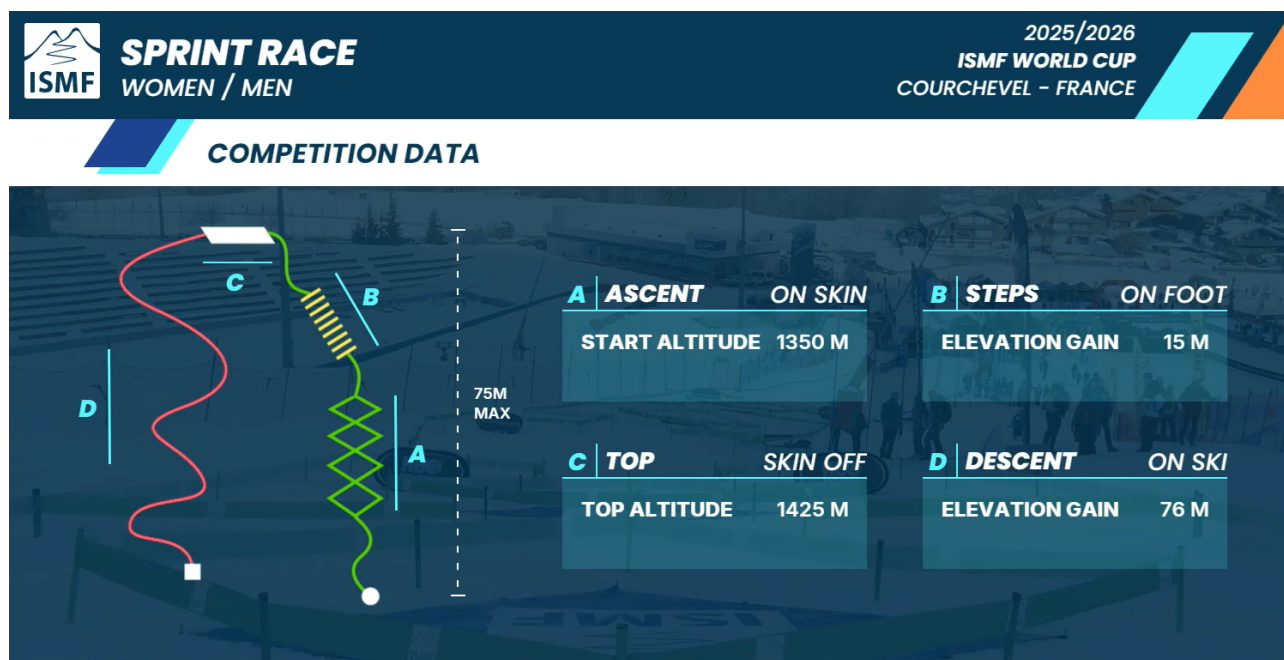 ISMF
SPRINT RACE
WOMEN / MEN
2025/2026
ISMF WORLD CUP
COURCHEVEL - FRANCE
COMPETITION DATA
C
B
D
A
75M
MAX
A ASCENT ON SKIN
START ALTITUDE 1350 M
B STEPS ON FOOT
ELEVATION GAIN 15 M
C TOP SKIN OFF
TOP ALTITUDE 1425 M
D DESCENT ON SKI
ELEVATION GAIN 76 M
ISMF